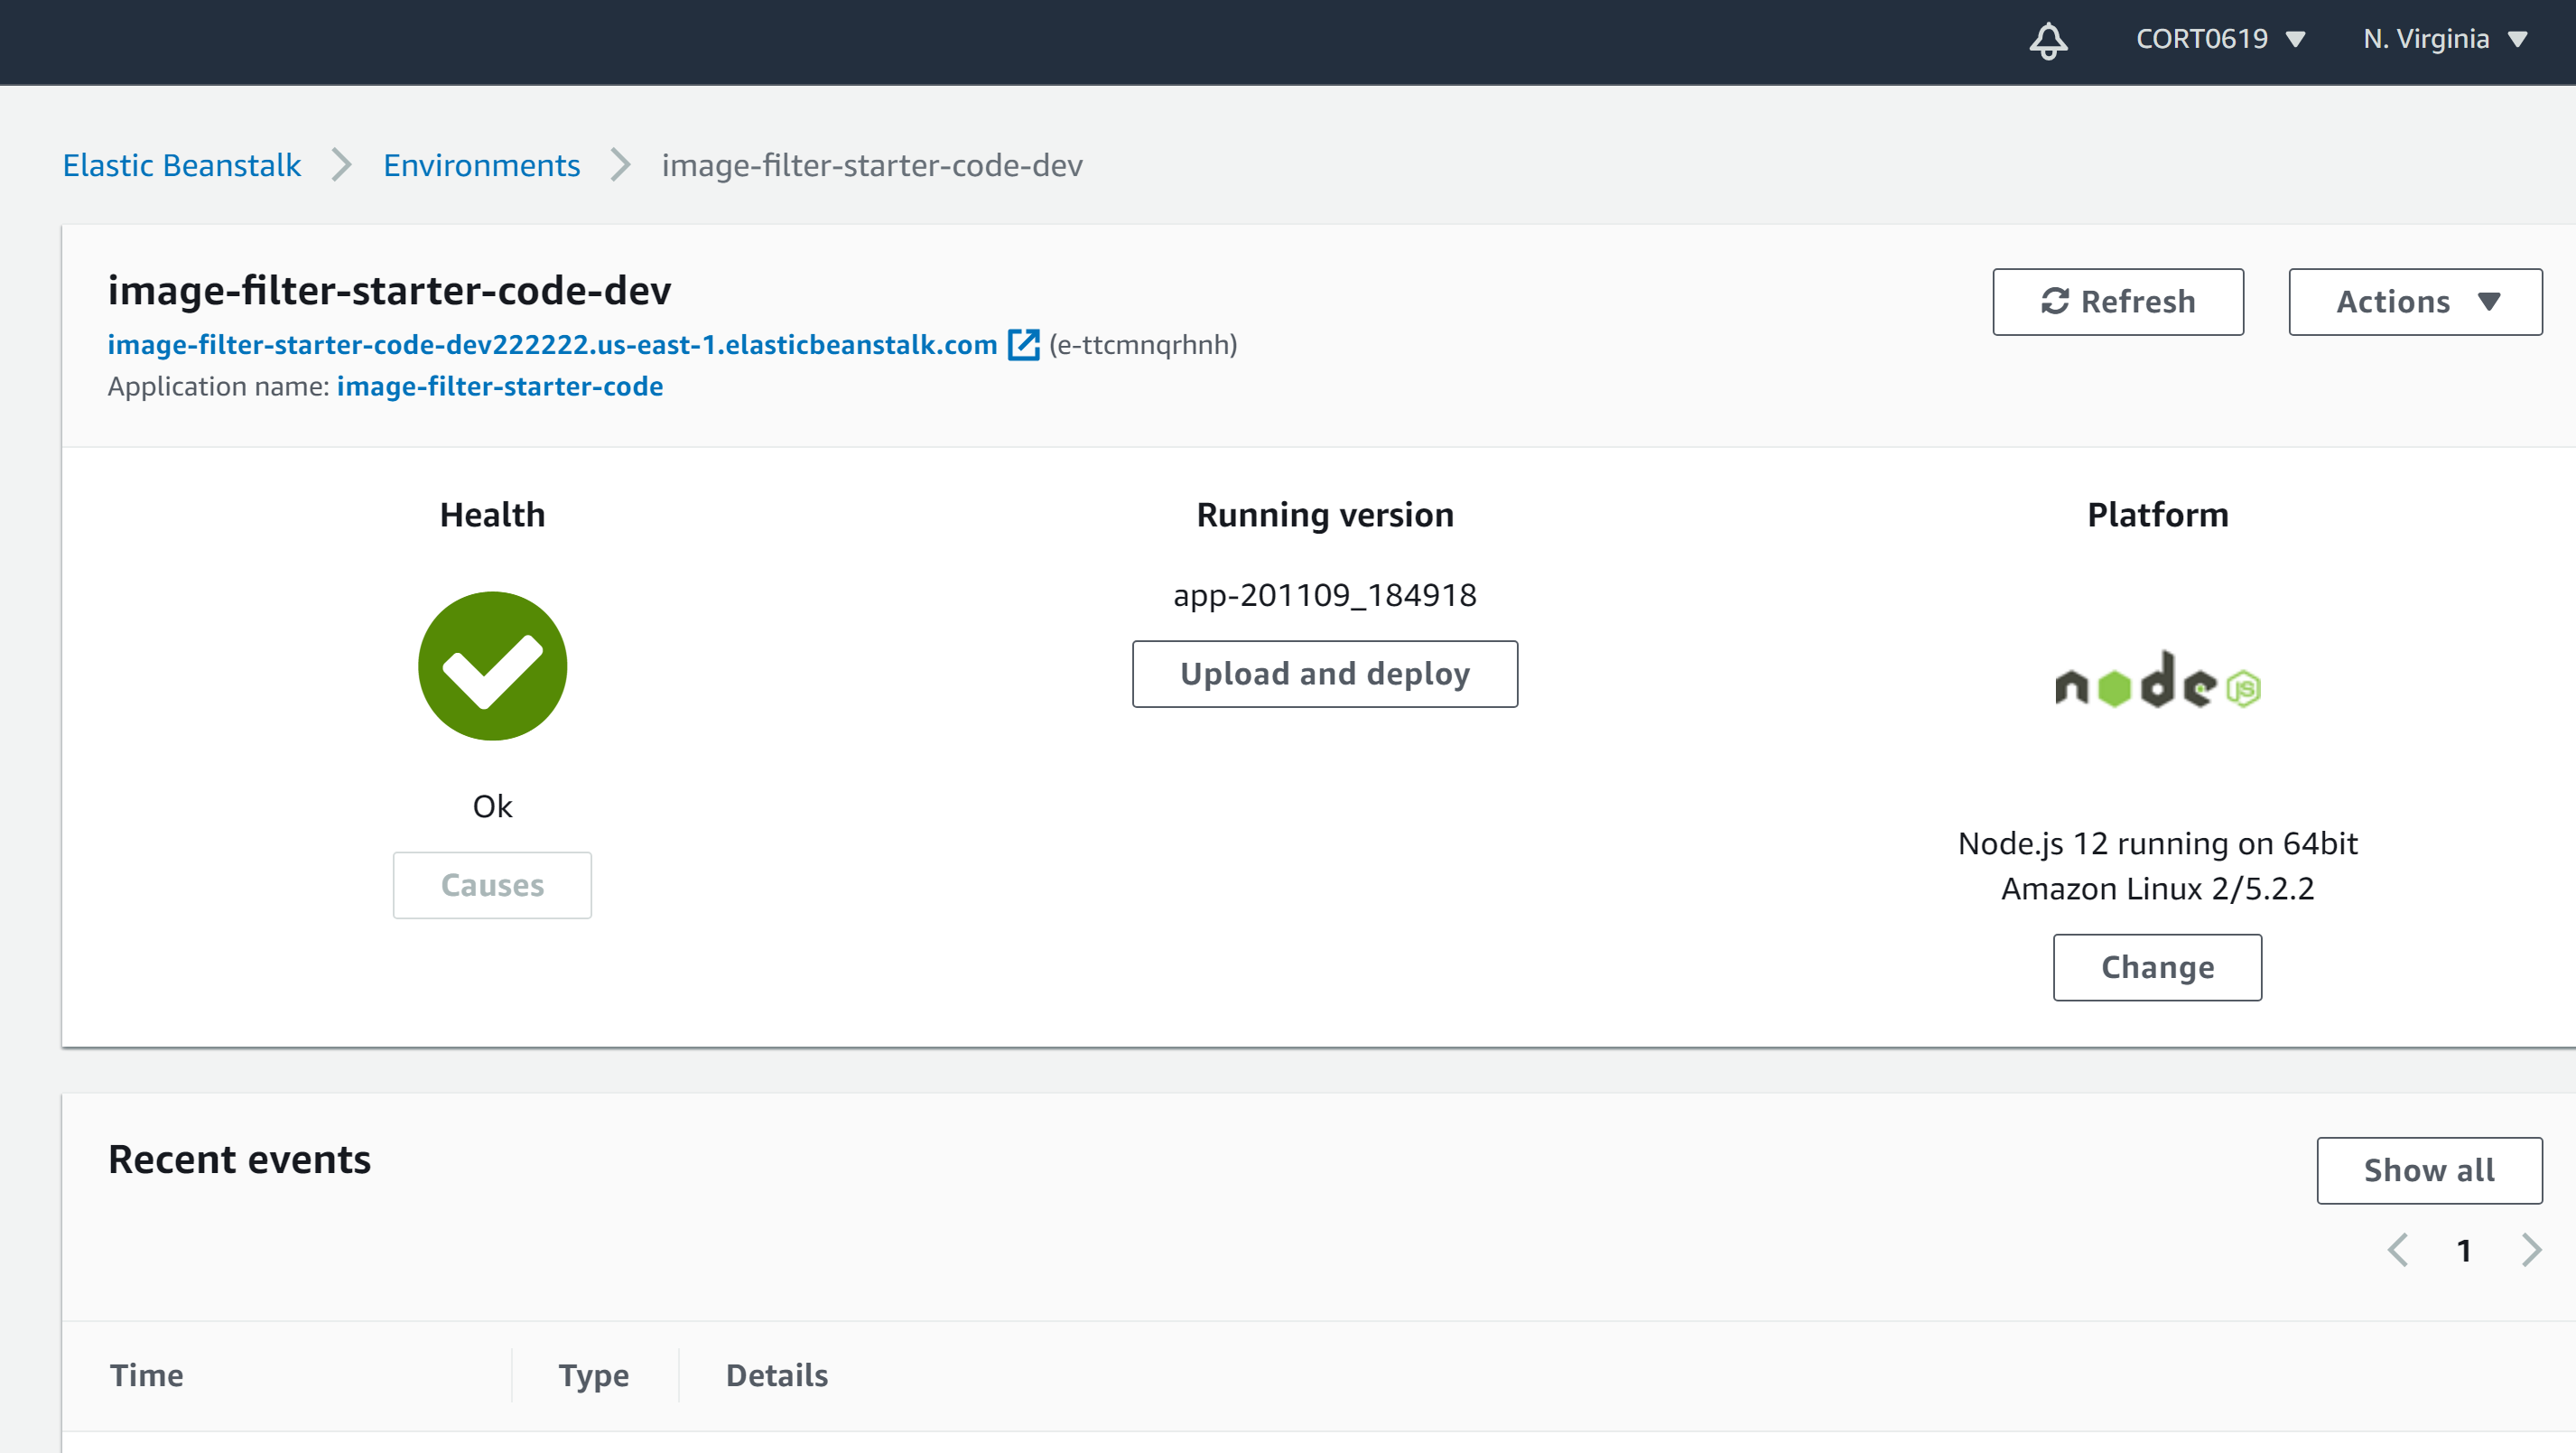 CORT0619 N. Virginia
Elastic Beanstalk Environments image-filter-starter-code-dev
image-filter-starter-code-dev
Refresh Actions
image-filter-starter-code-dev222222.us-east-1.elasticbeanstalk.com (e-ttcmnqrhnh)
Application name: image-filter-starter-code
Health
Ok
Causes
Running version
app-201109_184918
Upload and deploy
Platform
node JS
Node.js 12 running on 64bit
Amazon Linux 2/5.2.2
Change
Recent events
Show all
1
Time Type Details